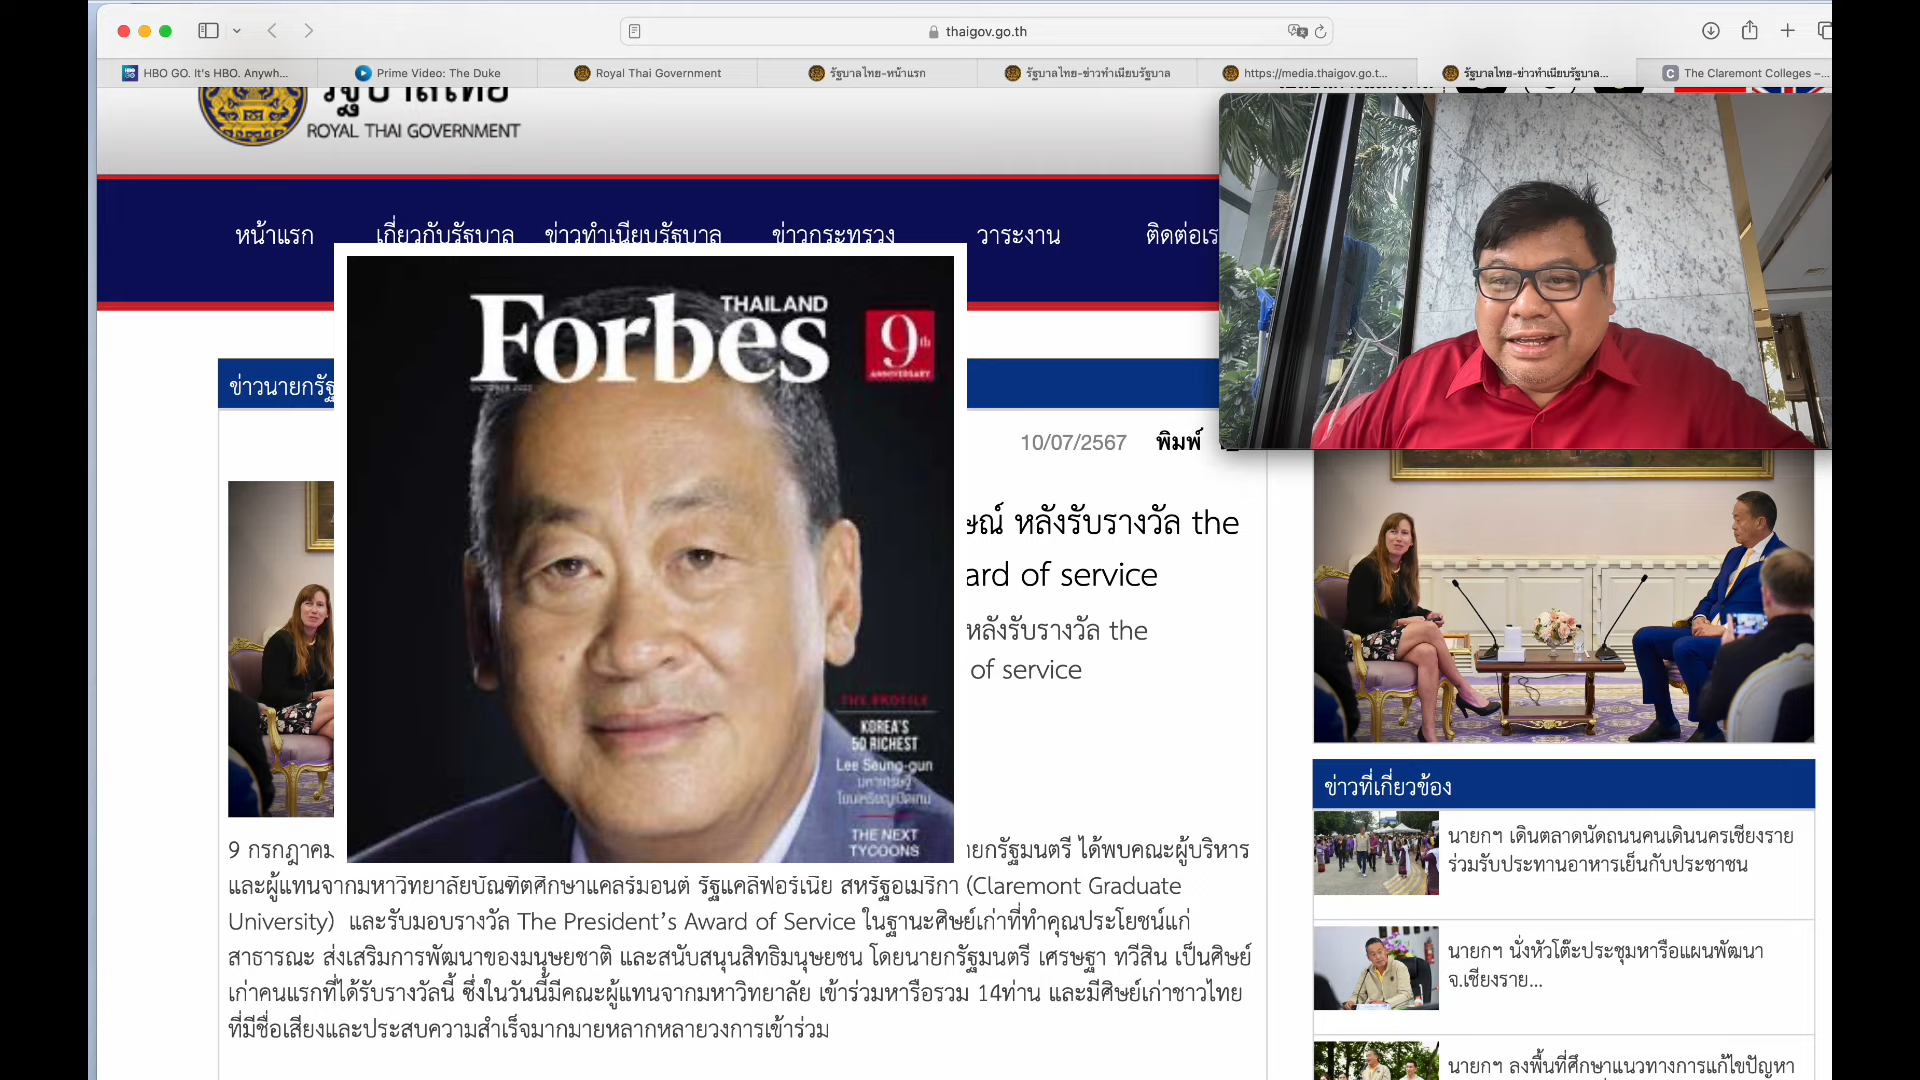 thaigov.go.th
HBO GO. It's HBO. Anywh...
Prime Video: The Duke
Royal Thai Government
รัฐบาลไทย-หน้าแรก
รัฐบาลไทย-ข่าวทำเนียบรัฐบาล
https://media.thaigov.go.t...
รัฐบาลไทย-ข่าวทำเนียบรัฐบาล...
The Claremont Colleges –...
รัฐบาลไทย
ROYAL THAI GOVERNMENT
หน้าแรก
เกี่ยวกับรัฐบาล
ข่าวทำเนียบรัฐบาล
ข่าวกระทรวง
วาระงาน
ติดต่อเร
ข่าวนายกรัฐ
10/07/2567
พิมพ์
Forbes
THAILAND
OCTOBER 2022
9th
ANNIVERSARY
THE PROFILE
KOREA'S
50 RICHEST
Lee Seung-gun
THE NEXT
TYCOONS
ษณ์ หลังรับรางวัล the
ard of service
หลังรับรางวัล the
of service
9 กรกฎาคม
ยกรัฐมนตรี ได้พบคณะผู้บริหาร
และผู้แทนจากมหาวิทยาลัยบัณฑิตศึกษาแคลร์มอนต์ รัฐแคลิฟอร์เนีย สหรัฐอเมริกา (Claremont Graduate
University) และรับมอบรางวัล The President’s Award of Service ในฐานะศิษย์เก่าที่ทำคุณประโยชน์แก่
สาธารณะ ส่งเสริมการพัฒนาของมนุษยชาติ และสนับสนุนสิทธิมนุษยชน โดยนายกรัฐมนตรี เศรษฐา ทวีสิน เป็นศิษย์
เก่าคนแรกที่ได้รับรางวัลนี้ ซึ่งในวันนี้มีคณะผู้แทนจากมหาวิทยาลัย เข้าร่วมหารือรวม 14ท่าน และมีศิษย์เก่าชาวไทย
ที่มีชื่อเสียงและประสบความสำเร็จมากมายหลากหลายวงการเข้าร่วม
ข่าวที่เกี่ยวข้อง
นายกฯ เดินตลาดนัดถนนคนเดินนครเชียงราย
ร่วมรับประทานอาหารเย็นกับประชาชน
นายกฯ นั่งหัวโต๊ะประชุมหารือแผนพัฒนา
จ.เชียงราย...
นายกฯ ลงพื้นที่ศึกษาแนวทางการแก้ไขปัญหา